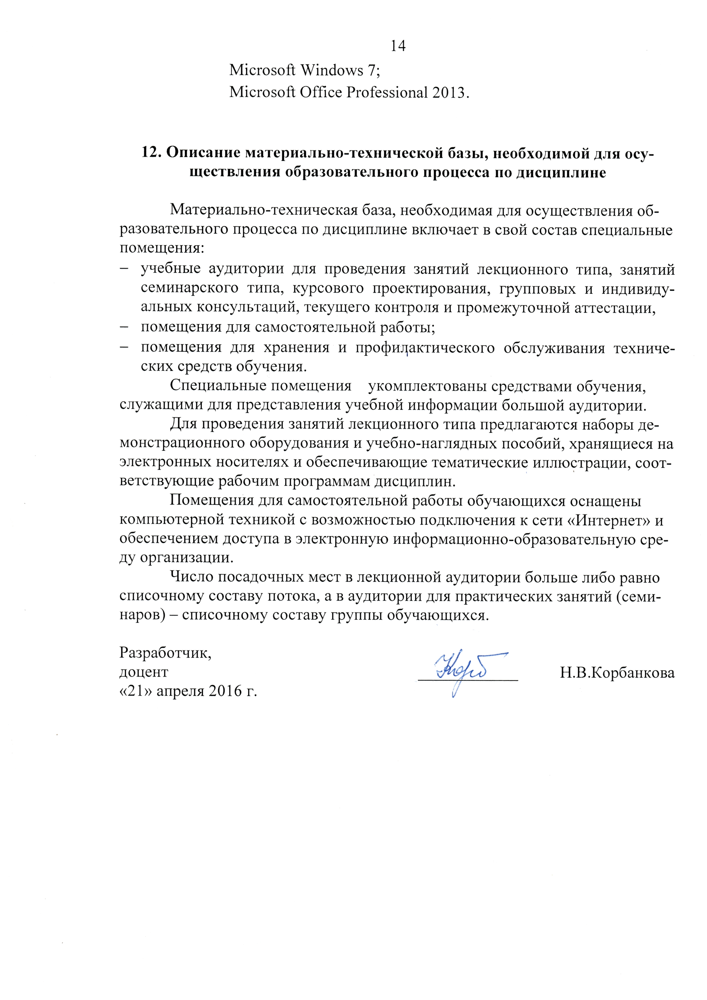 14
Microsoft Windows 7;
Microsoft Office Professional 2013.
12. Описание материально-технической базы, необходимой для осу-
ществления образовательного процесса по дисциплине
Материально-техническая база, необходимая для осуществления об-
разовательного процесса по дисциплине включает в свой состав специальные
помещения:
– учебные аудитории для проведения занятий лекционного типа, занятий
семинарского типа, курсового проектирования, групповых и индивиду-
альных консультаций, текущего контроля и промежуточной аттестации,
– помещения для самостоятельной работы;
– помещения для хранения и профилактического обслуживания техниче-
ских средств обучения.
Специальные помещения укомплектованы средствами обучения,
служащими для представления учебной информации большой аудитории.
Для проведения занятий лекционного типа предлагаются наборы де-
монстрационного оборудования и учебно-наглядных пособий, хранящиеся на
электронных носителях и обеспечивающие тематические иллюстрации, соот-
ветствующие рабочим программам дисциплин.
Помещения для самостоятельной работы обучающихся оснащены
компьютерной техникой с возможностью подключения к сети «Интернет» и
обеспечением доступа в электронную информационно-образовательную сре-
ду организации.
Число посадочных мест в лекционной аудитории больше либо равно
списочному составу потока, а в аудитории для практических занятий (семи-
наров) – списочному составу группы обучающихся.
Разработчик,
доцент
Н.В.Корбанкова
«21» апреля 2016 г.